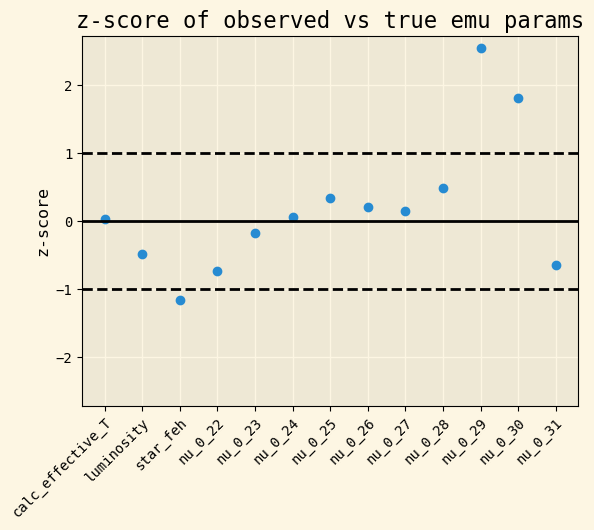 z-score of observed vs true emu params
z-score
2
1
0
−1
−2
calc_effective_T
luminosity
star_feh
nu_0_22
nu_0_23
nu_0_24
nu_0_25
nu_0_26
nu_0_27
nu_0_28
nu_0_29
nu_0_30
nu_0_31